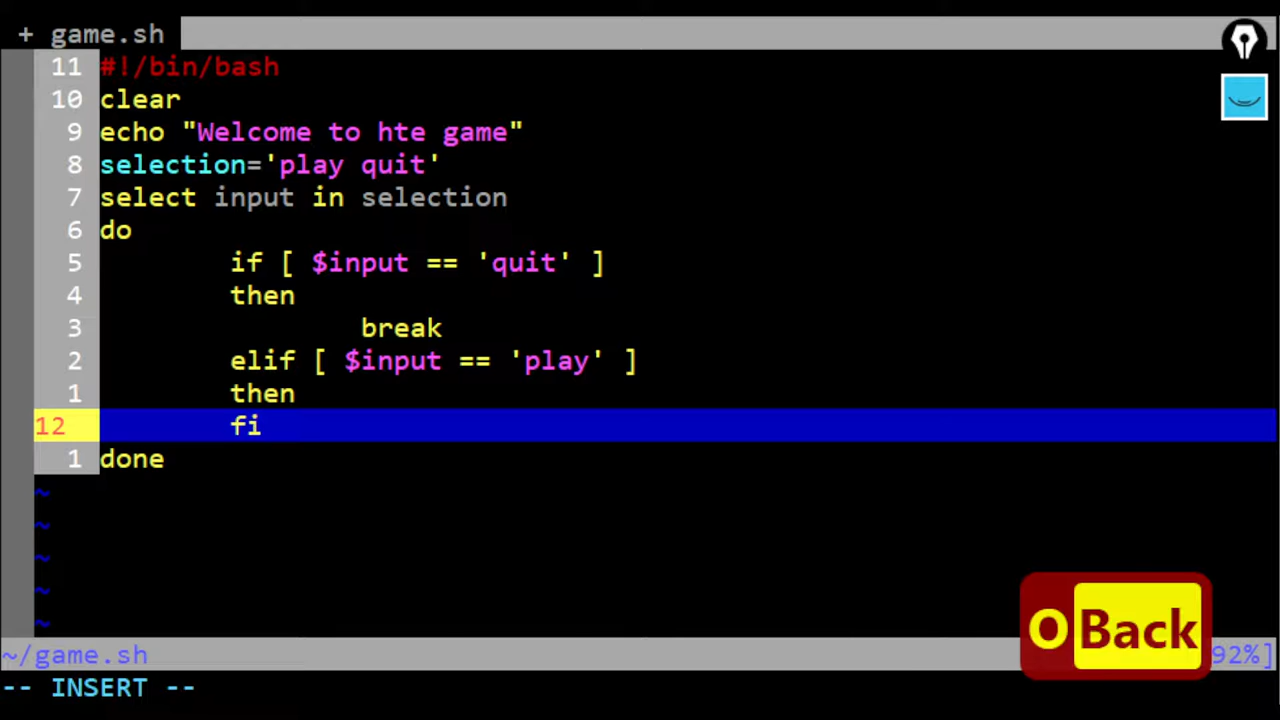 + game.sh
11 #!/bin/bash
10 clear
9 echo "Welcome to hte game"
8 selection='play quit'
7 select input in selection
6 do
5 if [ $input == 'quit' ]
4 then
3 break
2 elif [ $input == 'play' ]
1 then
12 fi
1 done
~
~
~
~
~
O Back
~/game.sh 92%]
-- INSERT --